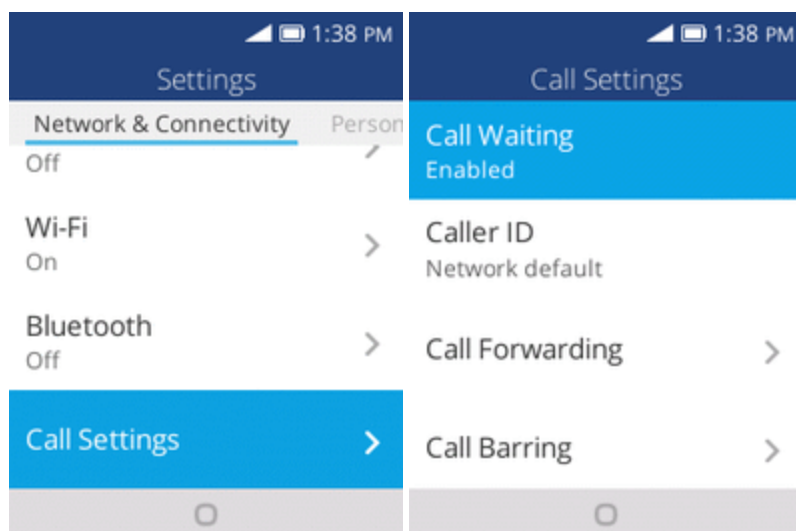 1:38 PM
Settings
Network & Connectivity Person
Off
Wi-Fi
On
Bluetooth
Off
Call Settings
1:38 PM
Call Settings
Call Waiting
Enabled
Caller ID
Network default
Call Forwarding
Call Barring